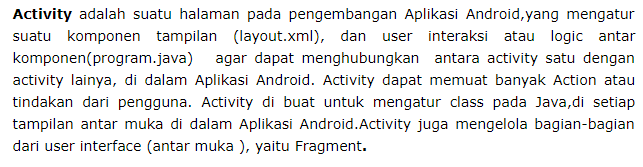 Activity adalah suatu halaman pada pengembangan Aplikasi Android,yang mengatur
suatu komponen tampilan (layout.xml), dan user interaksi atau logic antar
komponen(program.java) agar dapat menghubungkan antara activity satu dengan
activity lainya, di dalam Aplikasi Android. Activity dapat memuat banyak Action atau
tindakan dari pengguna. Activity di buat untuk mengatur class pada Java,di setiap
tampilan antar muka di dalam Aplikasi Android.Activity juga mengelola bagian-bagian
dari user interface (antar muka ), yaitu Fragment.